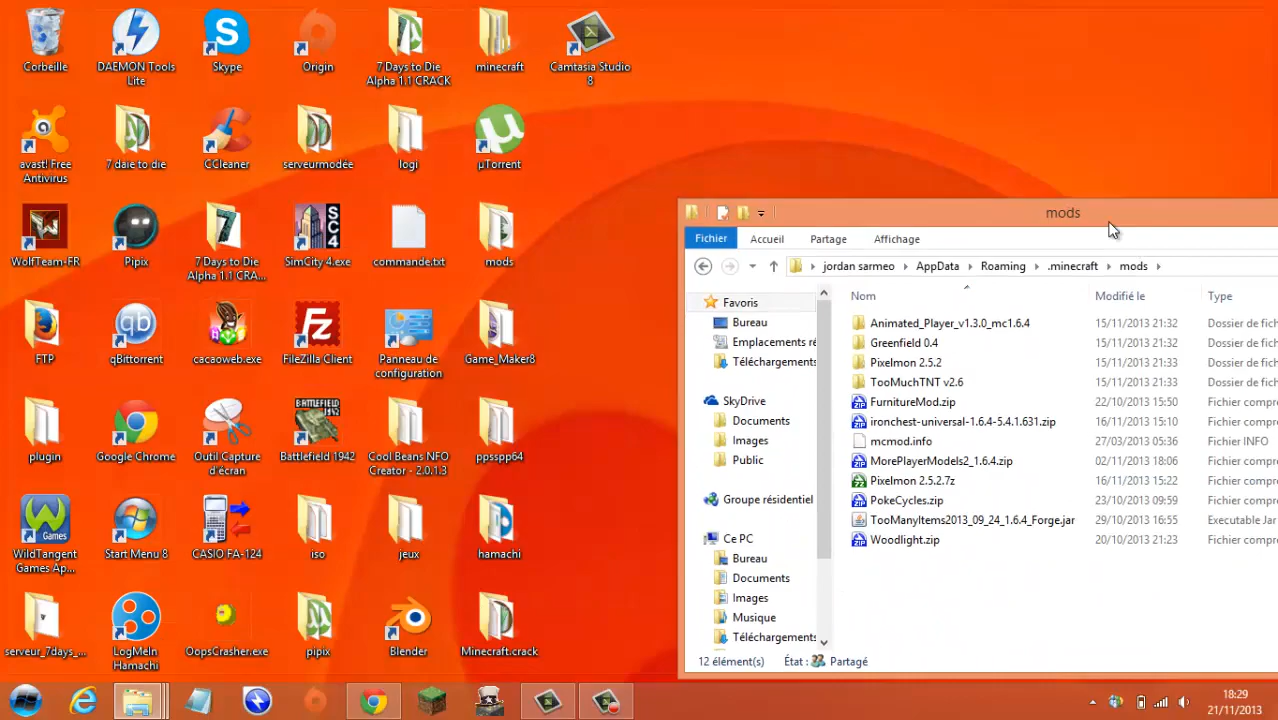 Corbeille
DAEMON Tools
Lite
Skype
Origin
7 Days to Die
Alpha 1.1 CRACK
minecraft
Camtasia Studio
8
avast! Free
Antivirus
7 daie to die
CCleaner
serveurmodée
logi
µTorrent
WolfTeam-FR
Pipix
7 Days to Die
Alpha 1.1 CRA...
SimCity 4.exe
commande.txt
mods
FTP
qBittorrent
cacaoweb.exe
FileZilla Client
Panneau de
configuration
Game_Maker8
plugin
Google Chrome
Outil Capture
d'écran
Battlefield 1942
Cool Beans NFO
Creator - 2.0.1.3
ppsspp64
WildTangent
Games Ap...
Start Menu 8
CASIO FA-124
iso
jeux
hamachi
serveur_7days_...
LogMeIn
Hamachi
OopsCrasher.exe
pipix
Blender
Minecraft.crack
mods
Fichier Accueil Partage Affichage
jordan sarmeo AppData Roaming .minecraft mods
Nom Modifié le Type
Favoris
Bureau
Emplacements ré
Téléchargements
SkyDrive
Documents
Images
Public
Groupe résidentiel
Ce PC
Bureau
Documents
Images
Musique
Téléchargements
Animated_Player_v1.3.0_mc1.6.4 15/11/2013 21:32 Dossier de fich
Greenfield 0.4 15/11/2013 21:32 Dossier de fich
Pixelmon 2.5.2 15/11/2013 21:33 Dossier de fich
TooMuchTNT v2.6 15/11/2013 21:33 Dossier de fich
FurnitureMod.zip 22/10/2013 15:50 Fichier compre
ironchest-universal-1.6.4-5.4.1.631.zip 16/11/2013 15:10 Fichier compre
mcmod.info 27/03/2013 05:36 Fichier INFO
MorePlayerModels2_1.6.4.zip 02/11/2013 18:06 Fichier compre
Pixelmon 2.5.2.7z 16/11/2013 15:22 Fichier compre
PokeCycles.zip 23/10/2013 09:59 Fichier compre
TooManyItems2013_09_24_1.6.4_Forge.jar 29/10/2013 16:55 Executable Jar
Woodlight.zip 20/10/2013 21:23 Fichier compre
12 élément(s) État : Partagé
18:29
21/11/2013